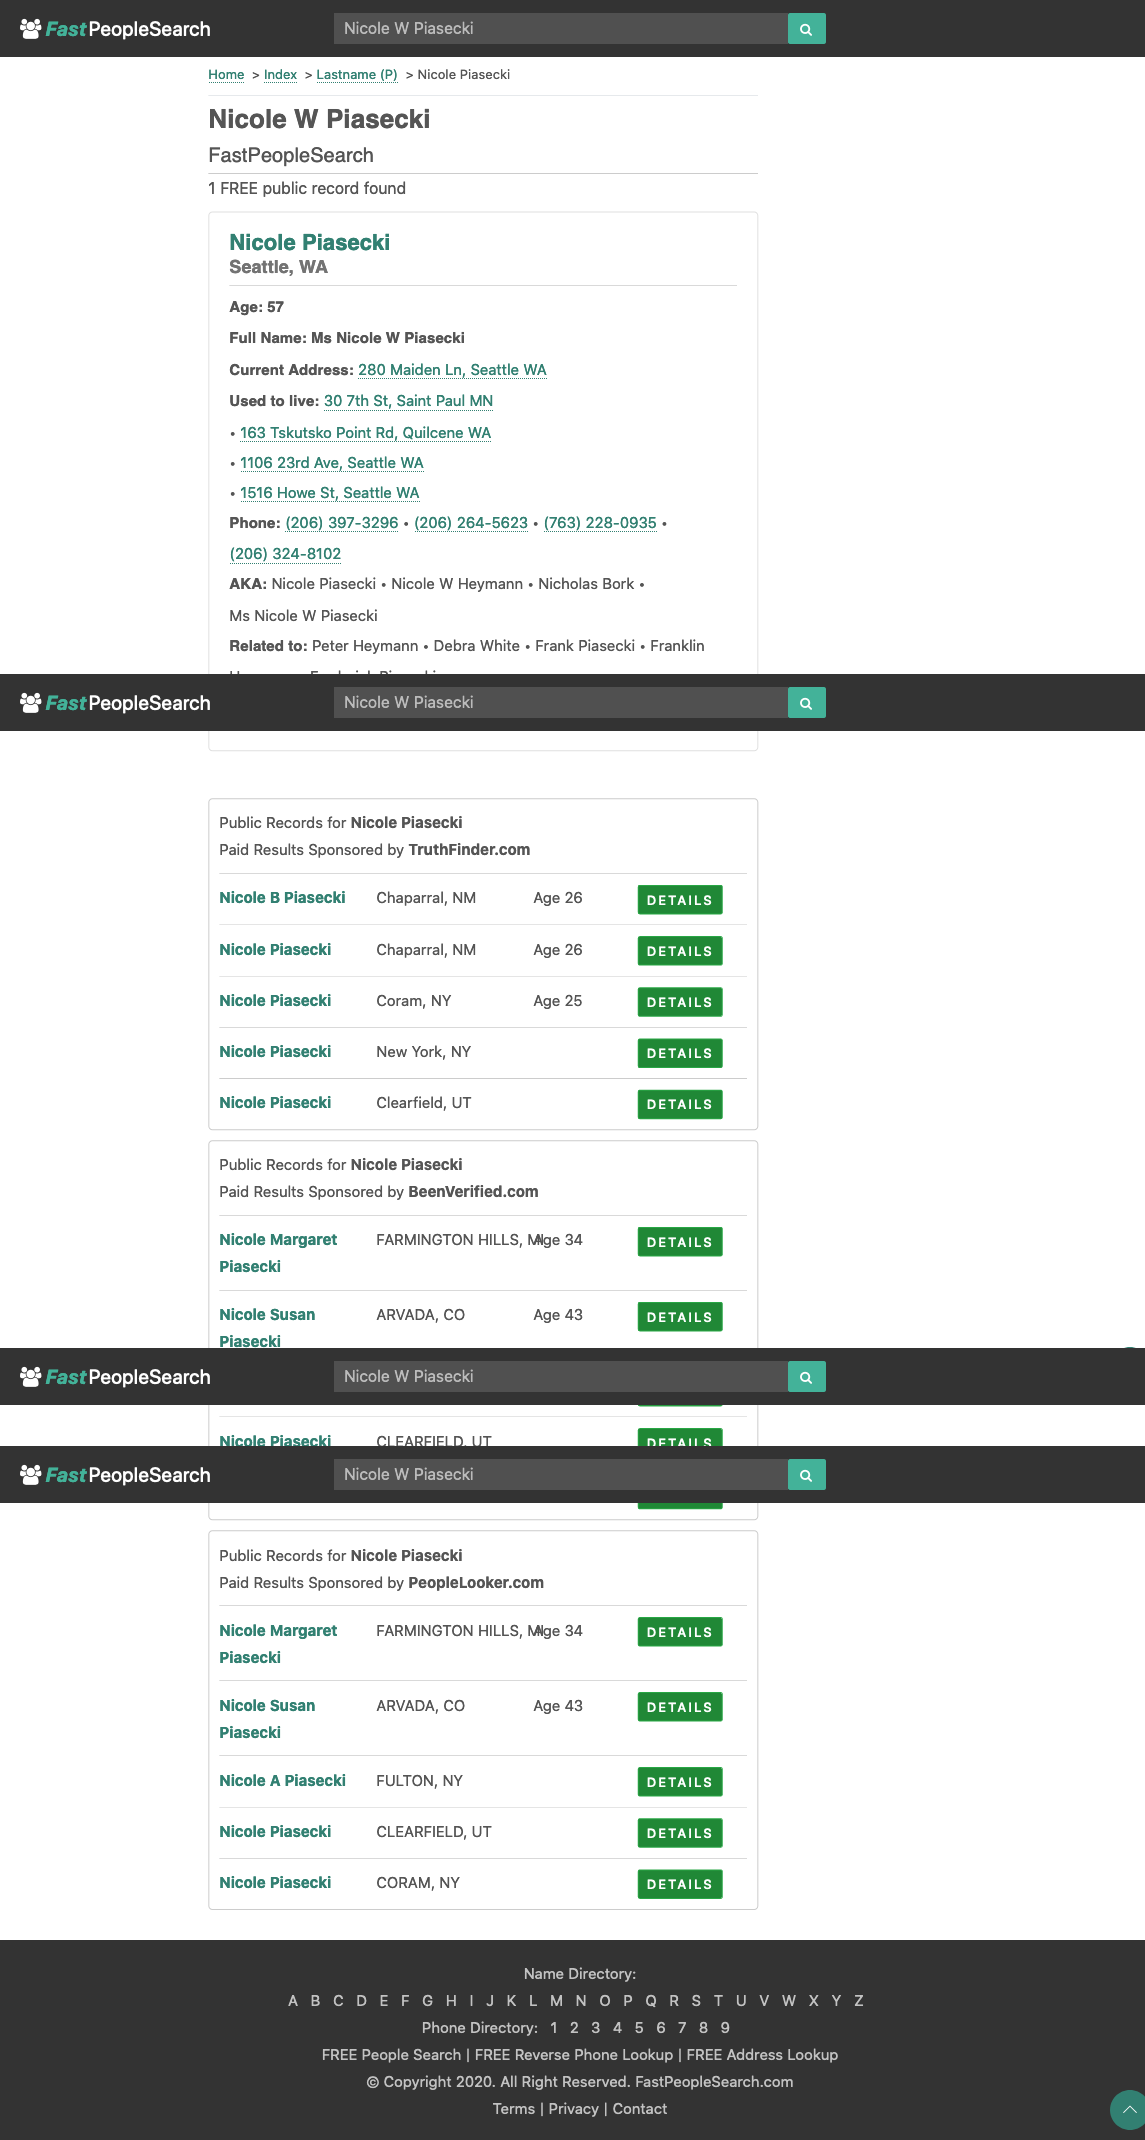 FastPeopleSearch
Nicole W Piasecki
Home > Index > Lastname (P) > Nicole Piasecki
Nicole W Piasecki
FastPeopleSearch
1 FREE public record found
Nicole Piasecki
Seattle, WA
Age: 57
Full Name: Ms Nicole W Piasecki
Current Address: 280 Maiden Ln, Seattle WA
Used to live: 30 7th St, Saint Paul MN
• 163 Tskutsko Point Rd, Quilcene WA
• 1106 23rd Ave, Seattle WA
• 1516 Howe St, Seattle WA
Phone: (206) 397-3296 • (206) 264-5623 • (763) 228-0935 •
(206) 324-8102
AKA: Nicole Piasecki • Nicole W Heymann • Nicholas Bork •
Ms Nicole W Piasecki
Related to: Peter Heymann • Debra White • Frank Piasecki • Franklin
FastPeopleSearch
Nicole W Piasecki
Public Records for Nicole Piasecki
Paid Results Sponsored by TruthFinder.com
Nicole B Piasecki Chaparral, NM Age 26 DETAILS
Nicole Piasecki Chaparral, NM Age 26 DETAILS
Nicole Piasecki Coram, NY Age 25 DETAILS
Nicole Piasecki New York, NY DETAILS
Nicole Piasecki Clearfield, UT DETAILS
Public Records for Nicole Piasecki
Paid Results Sponsored by BeenVerified.com
Nicole Margaret FARMINGTON HILLS, MI Age 34 DETAILS
Piasecki
Nicole Susan ARVADA, CO Age 43 DETAILS
Piasecki
FastPeopleSearch
Nicole W Piasecki
Nicole Piasecki CLEARFIELD, UT DETAILS
FastPeopleSearch
Nicole W Piasecki
Public Records for Nicole Piasecki
Paid Results Sponsored by PeopleLooker.com
Nicole Margaret FARMINGTON HILLS, MI Age 34 DETAILS
Piasecki
Nicole Susan ARVADA, CO Age 43 DETAILS
Piasecki
Nicole A Piasecki FULTON, NY DETAILS
Nicole Piasecki CLEARFIELD, UT DETAILS
Nicole Piasecki CORAM, NY DETAILS
Name Directory:
A B C D E F G H I J K L M N O P Q R S T U V W X Y Z
Phone Directory: 1 2 3 4 5 6 7 8 9
FREE People Search | FREE Reverse Phone Lookup | FREE Address Lookup
© Copyright 2020. All Right Reserved. FastPeopleSearch.com
Terms | Privacy | Contact